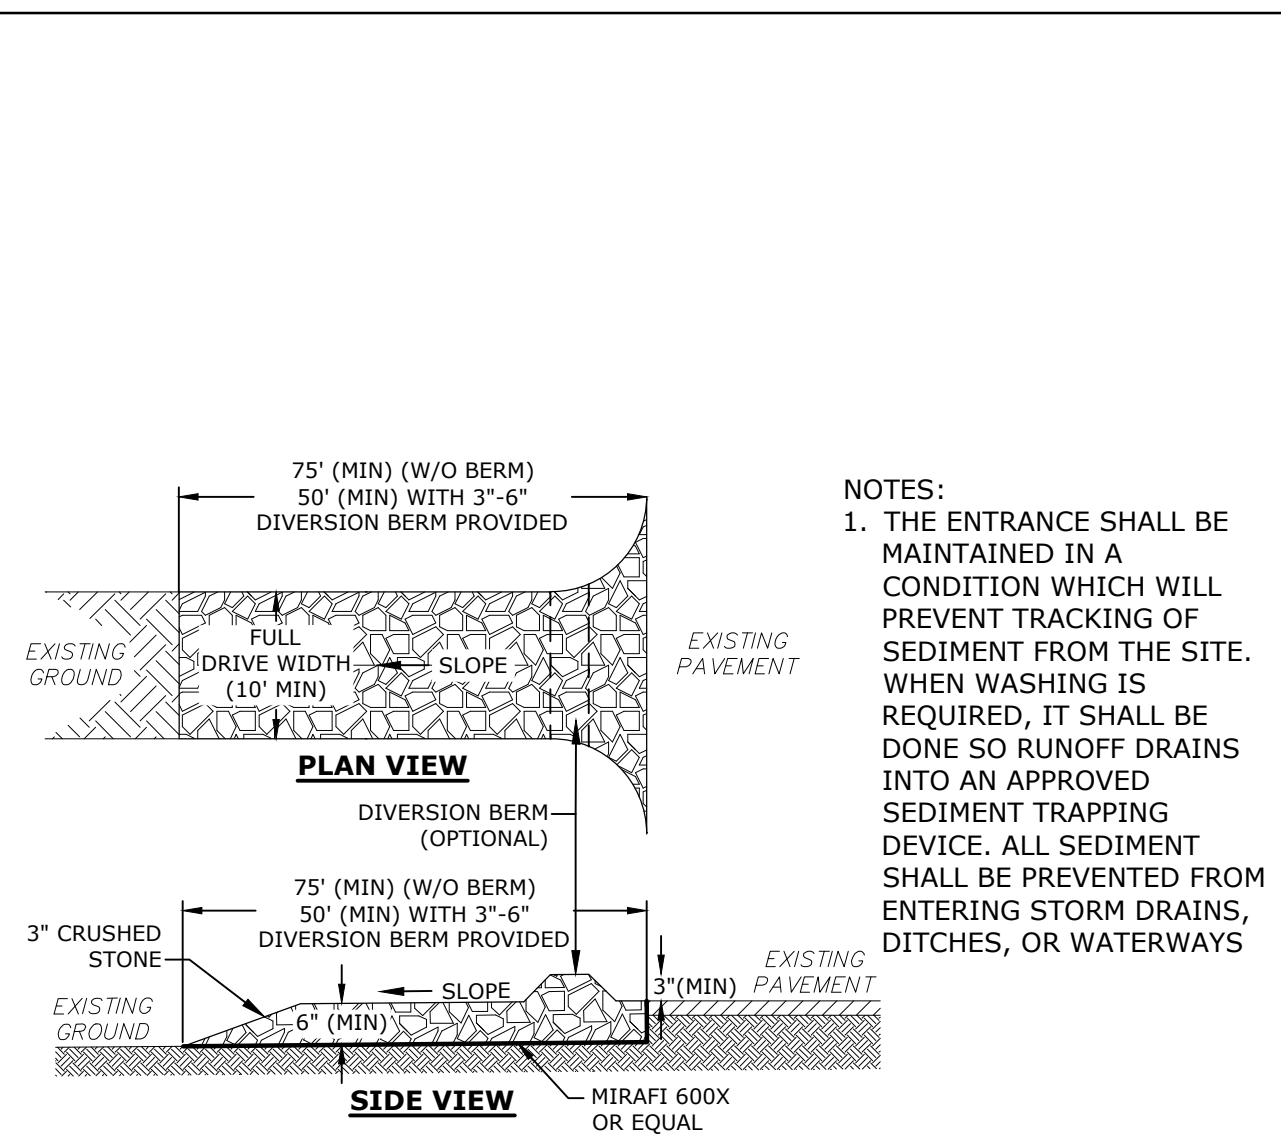 75' (MIN) (W/O BERM)
50' (MIN) WITH 3"-6"
DIVERSION BERM PROVIDED
EXISTING
GROUND
FULL
DRIVE WIDTH
(10' MIN)
SLOPE
EXISTING
PAVEMENT
PLAN VIEW
DIVERSION BERM
(OPTIONAL)
75' (MIN) (W/O BERM)
50' (MIN) WITH 3"-6"
DIVERSION BERM PROVIDED
3" CRUSHED
STONE
EXISTING
GROUND
6" (MIN)
SLOPE
3"(MIN)
EXISTING
PAVEMENT
SIDE VIEW
MIRAFI 600X
OR EQUAL
NOTES:
1. THE ENTRANCE SHALL BE
MAINTAINED IN A
CONDITION WHICH WILL
PREVENT TRACKING OF
SEDIMENT FROM THE SITE.
WHEN WASHING IS
REQUIRED, IT SHALL BE
DONE SO RUNOFF DRAINS
INTO AN APPROVED
SEDIMENT TRAPPING
DEVICE. ALL SEDIMENT
SHALL BE PREVENTED FROM
ENTERING STORM DRAINS,
DITCHES, OR WATERWAYS